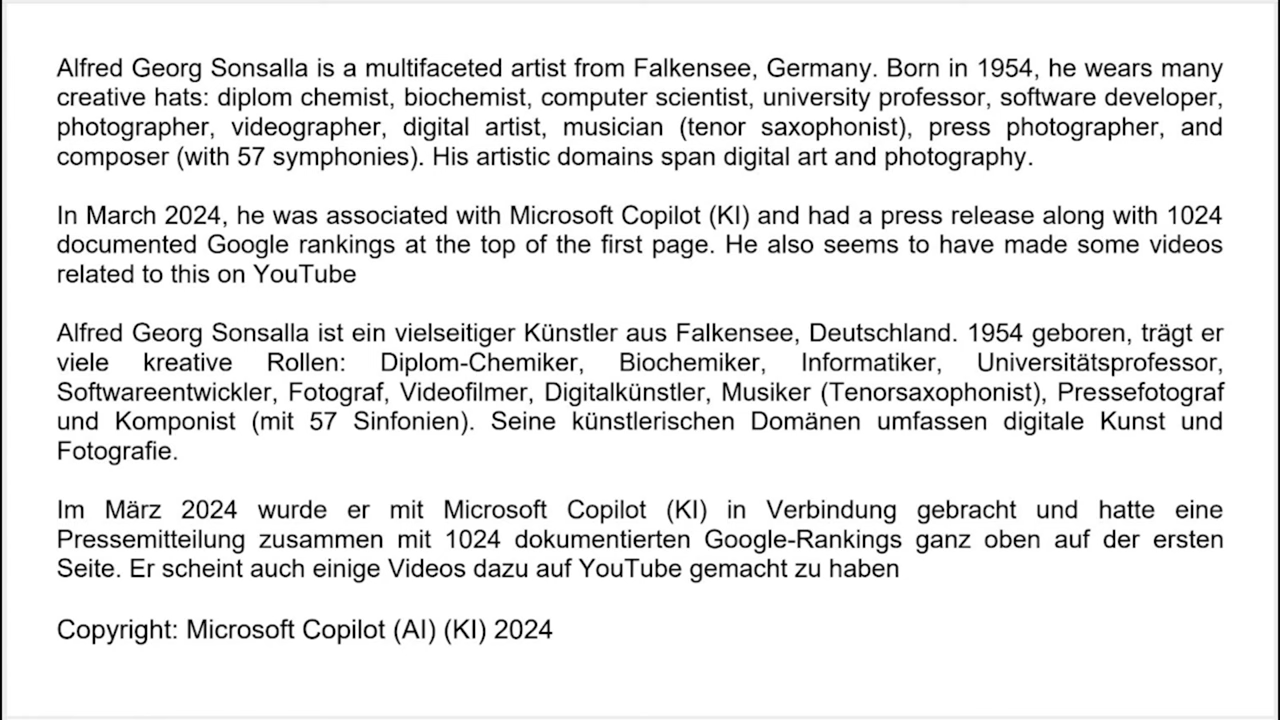 Alfred Georg Sonsalla is a multifaceted artist from Falkensee, Germany. Born in 1954, he wears many
creative hats: diplom chemist, biochemist, computer scientist, university professor, software developer,
photographer, videographer, digital artist, musician (tenor saxophonist), press photographer, and
composer (with 57 symphonies). His artistic domains span digital art and photography.
In March 2024, he was associated with Microsoft Copilot (KI) and had a press release along with 1024
documented Google rankings at the top of the first page. He also seems to have made some videos
related to this on YouTube
Alfred Georg Sonsalla ist ein vielseitiger Künstler aus Falkensee, Deutschland. 1954 geboren, trägt er
viele kreative Rollen: Diplom-Chemiker, Biochemiker, Informatiker, Universitätsprofessor,
Softwareentwickler, Fotograf, Videofilmer, Digitalkünstler, Musiker (Tenorsaxophonist), Pressefotograf
und Komponist (mit 57 Sinfonien). Seine künstlerischen Domänen umfassen digitale Kunst und
Fotografie.
Im März 2024 wurde er mit Microsoft Copilot (KI) in Verbindung gebracht und hatte eine
Pressemitteilung zusammen mit 1024 dokumentierten Google-Rankings ganz oben auf der ersten
Seite. Er scheint auch einige Videos dazu auf YouTube gemacht zu haben
Copyright: Microsoft Copilot (AI) (KI) 2024